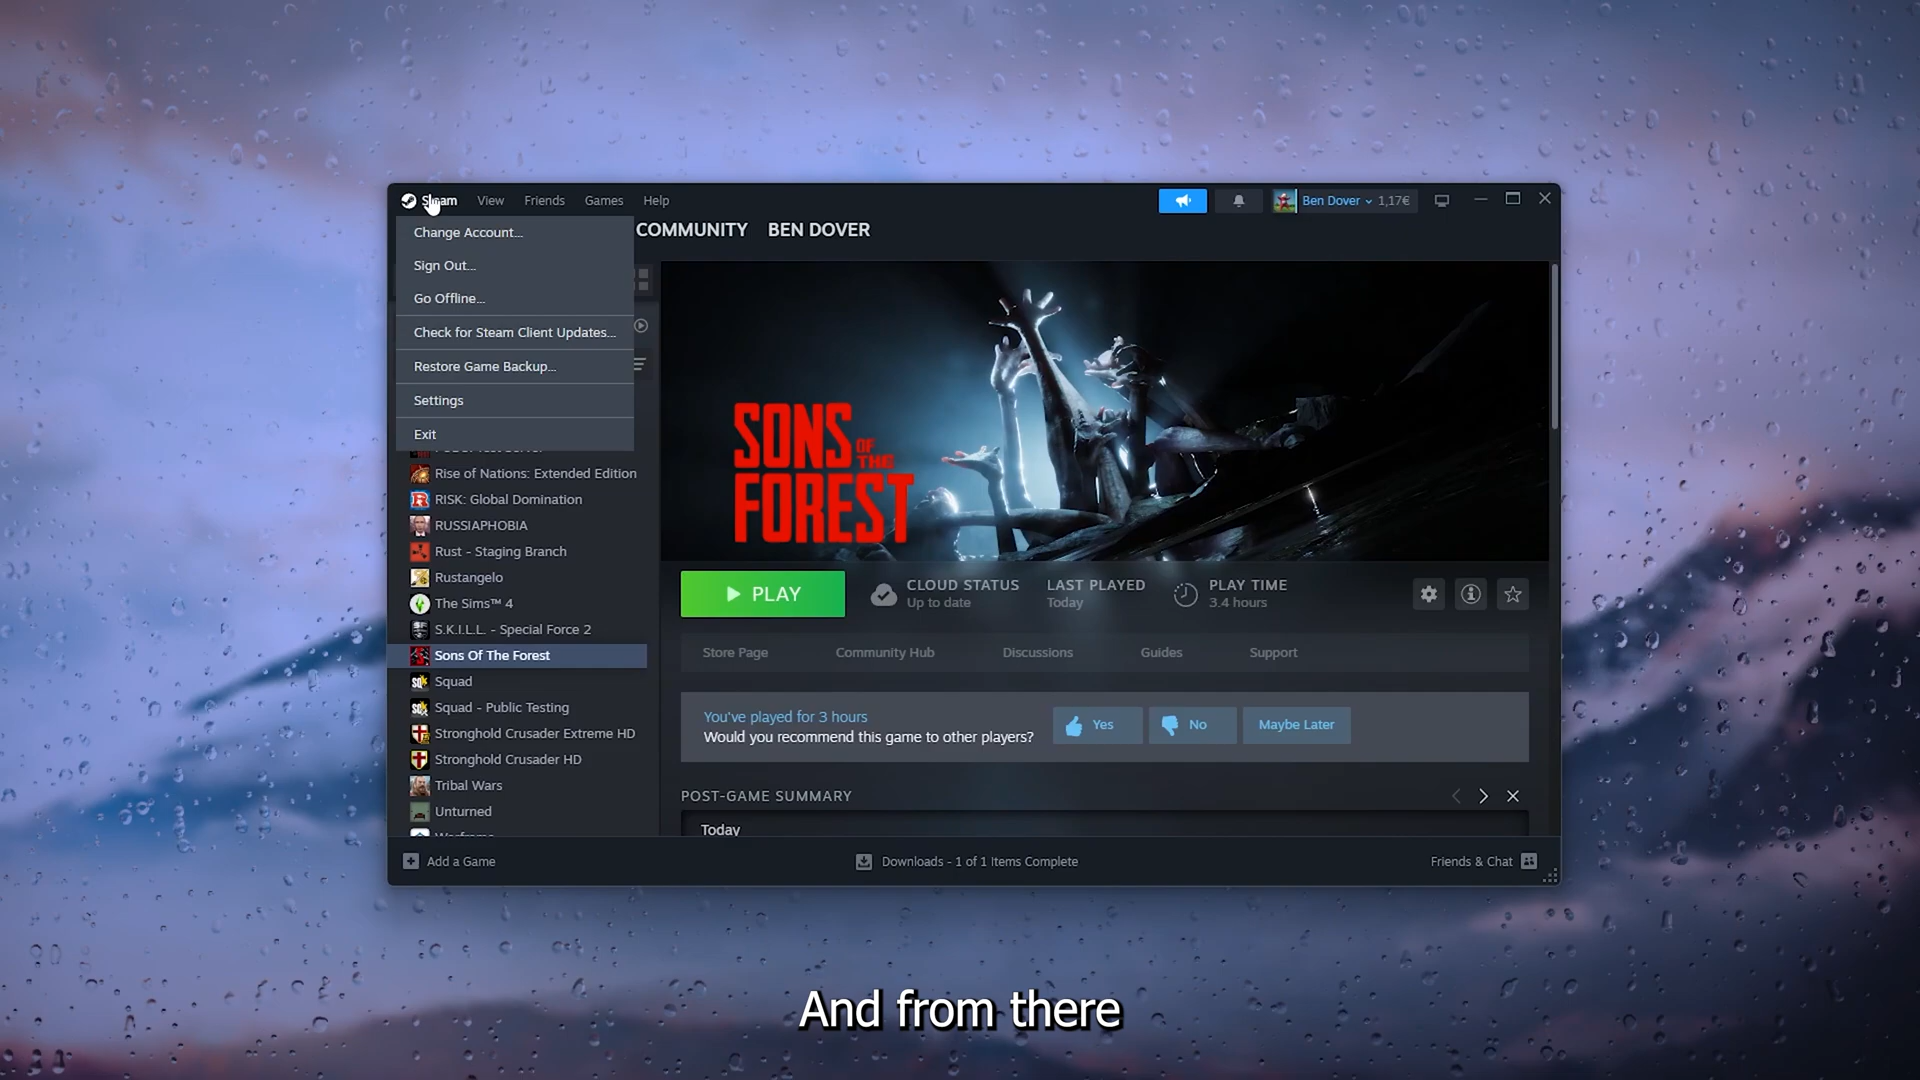 Steam View Friends Games Help
Ben Dover 1,17€
COMMUNITY BEN DOVER
Change Account...
Sign Out...
Go Offline...
Check for Steam Client Updates...
Restore Game Backup...
Settings
Exit
Rise of Nations: Extended Edition
RISK: Global Domination
RUSSIAPHOBIA
Rust - Staging Branch
Rustangelo
The Sims™ 4
S.K.I.L.L. - Special Force 2
Sons Of The Forest
Squad
Squad - Public Testing
Stronghold Crusader Extreme HD
Stronghold Crusader HD
Tribal Wars
Unturned
SONS
OF
THE
FOREST
PLAY
CLOUD STATUS
Up to date
LAST PLAYED
Today
PLAY TIME
3.4 hours
Store Page Community Hub Discussions Guides Support
You've played for 3 hours
Would you recommend this game to other players?
Yes No Maybe Later
POST-GAME SUMMARY
Today
Add a Game
Downloads - 1 of 1 Items Complete
Friends & Chat
And from there